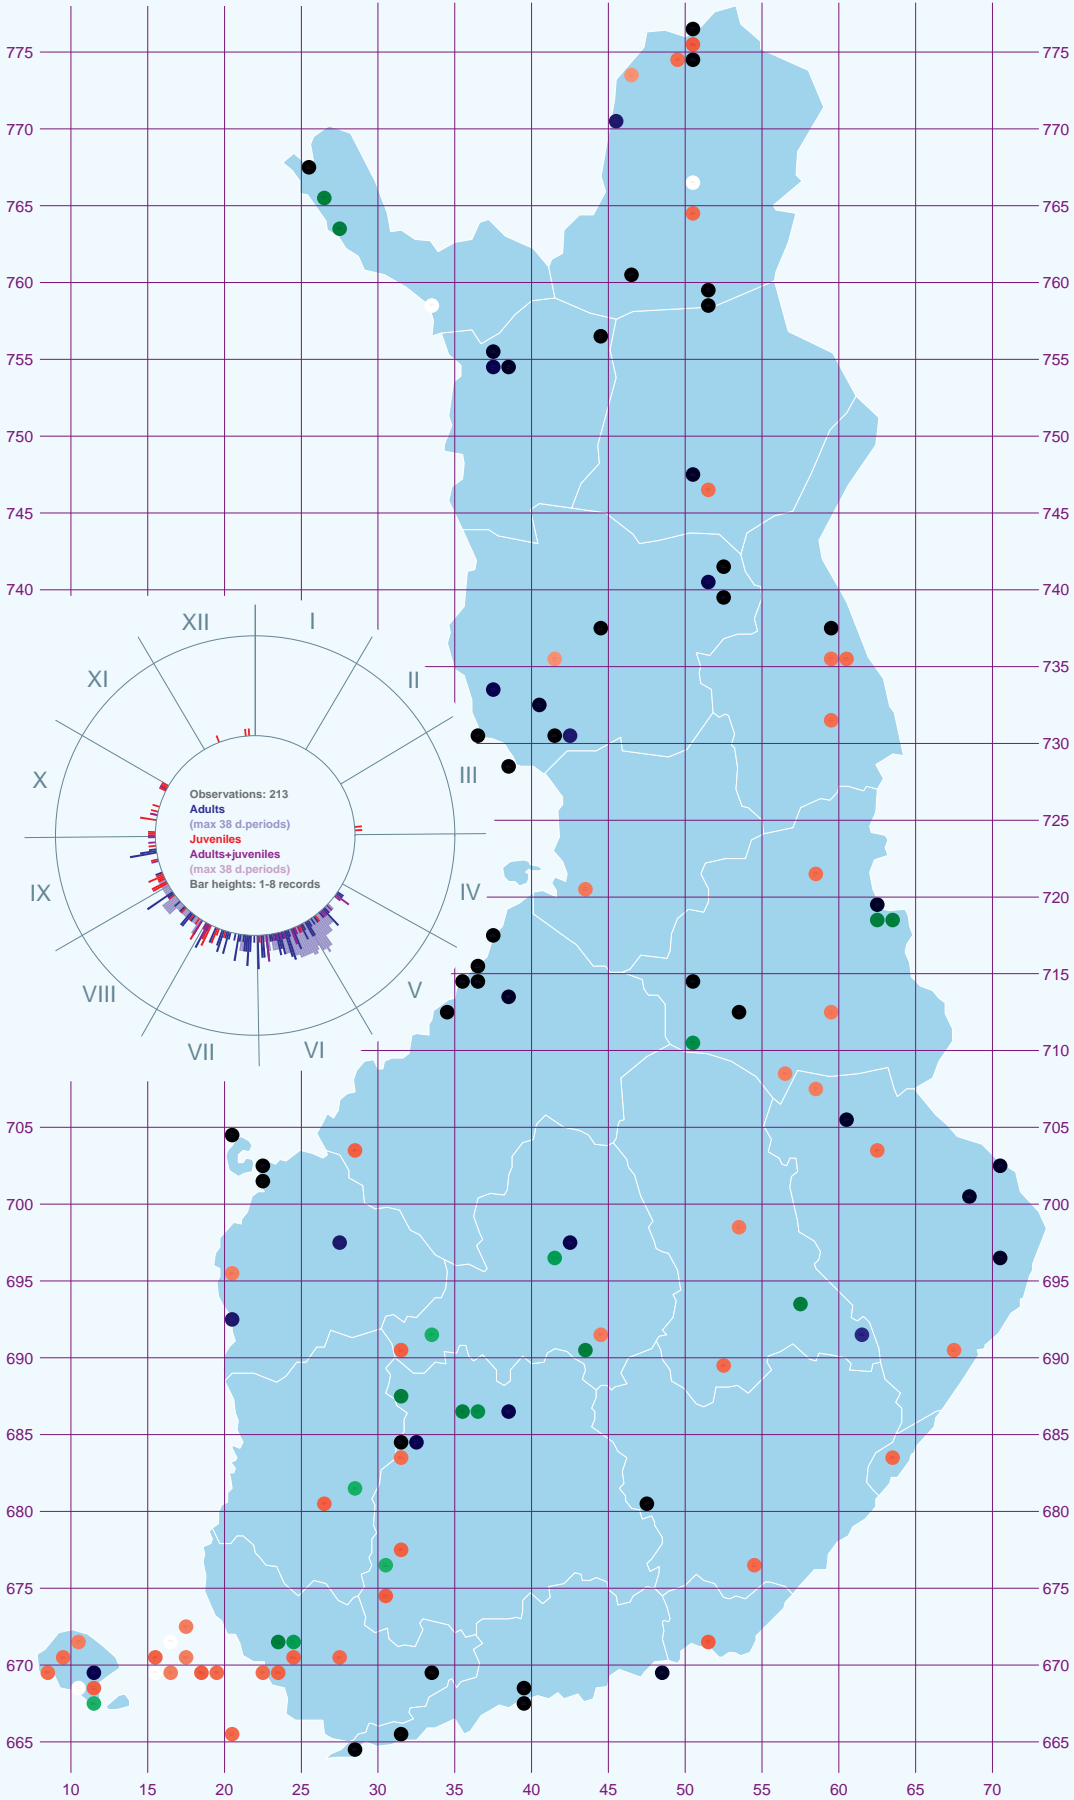 775 775
770 770
765 765
760 760
755 755
750 750
745 745
740 740
XII I
XI II
735
730
X III
Observations: 213
Adults
(max 38 d.periods)
Juveniles
Adults+juveniles
(max 38 d.periods)
Bar heights: 1-8 records
725
IX IV
720
715
VIII V
VII VI
710
705 705
700 700
695 695
690 690
685 685
680 680
675 675
670 670
665 665
10 15 20 25 30 35 40 45 50 55 60 65 70